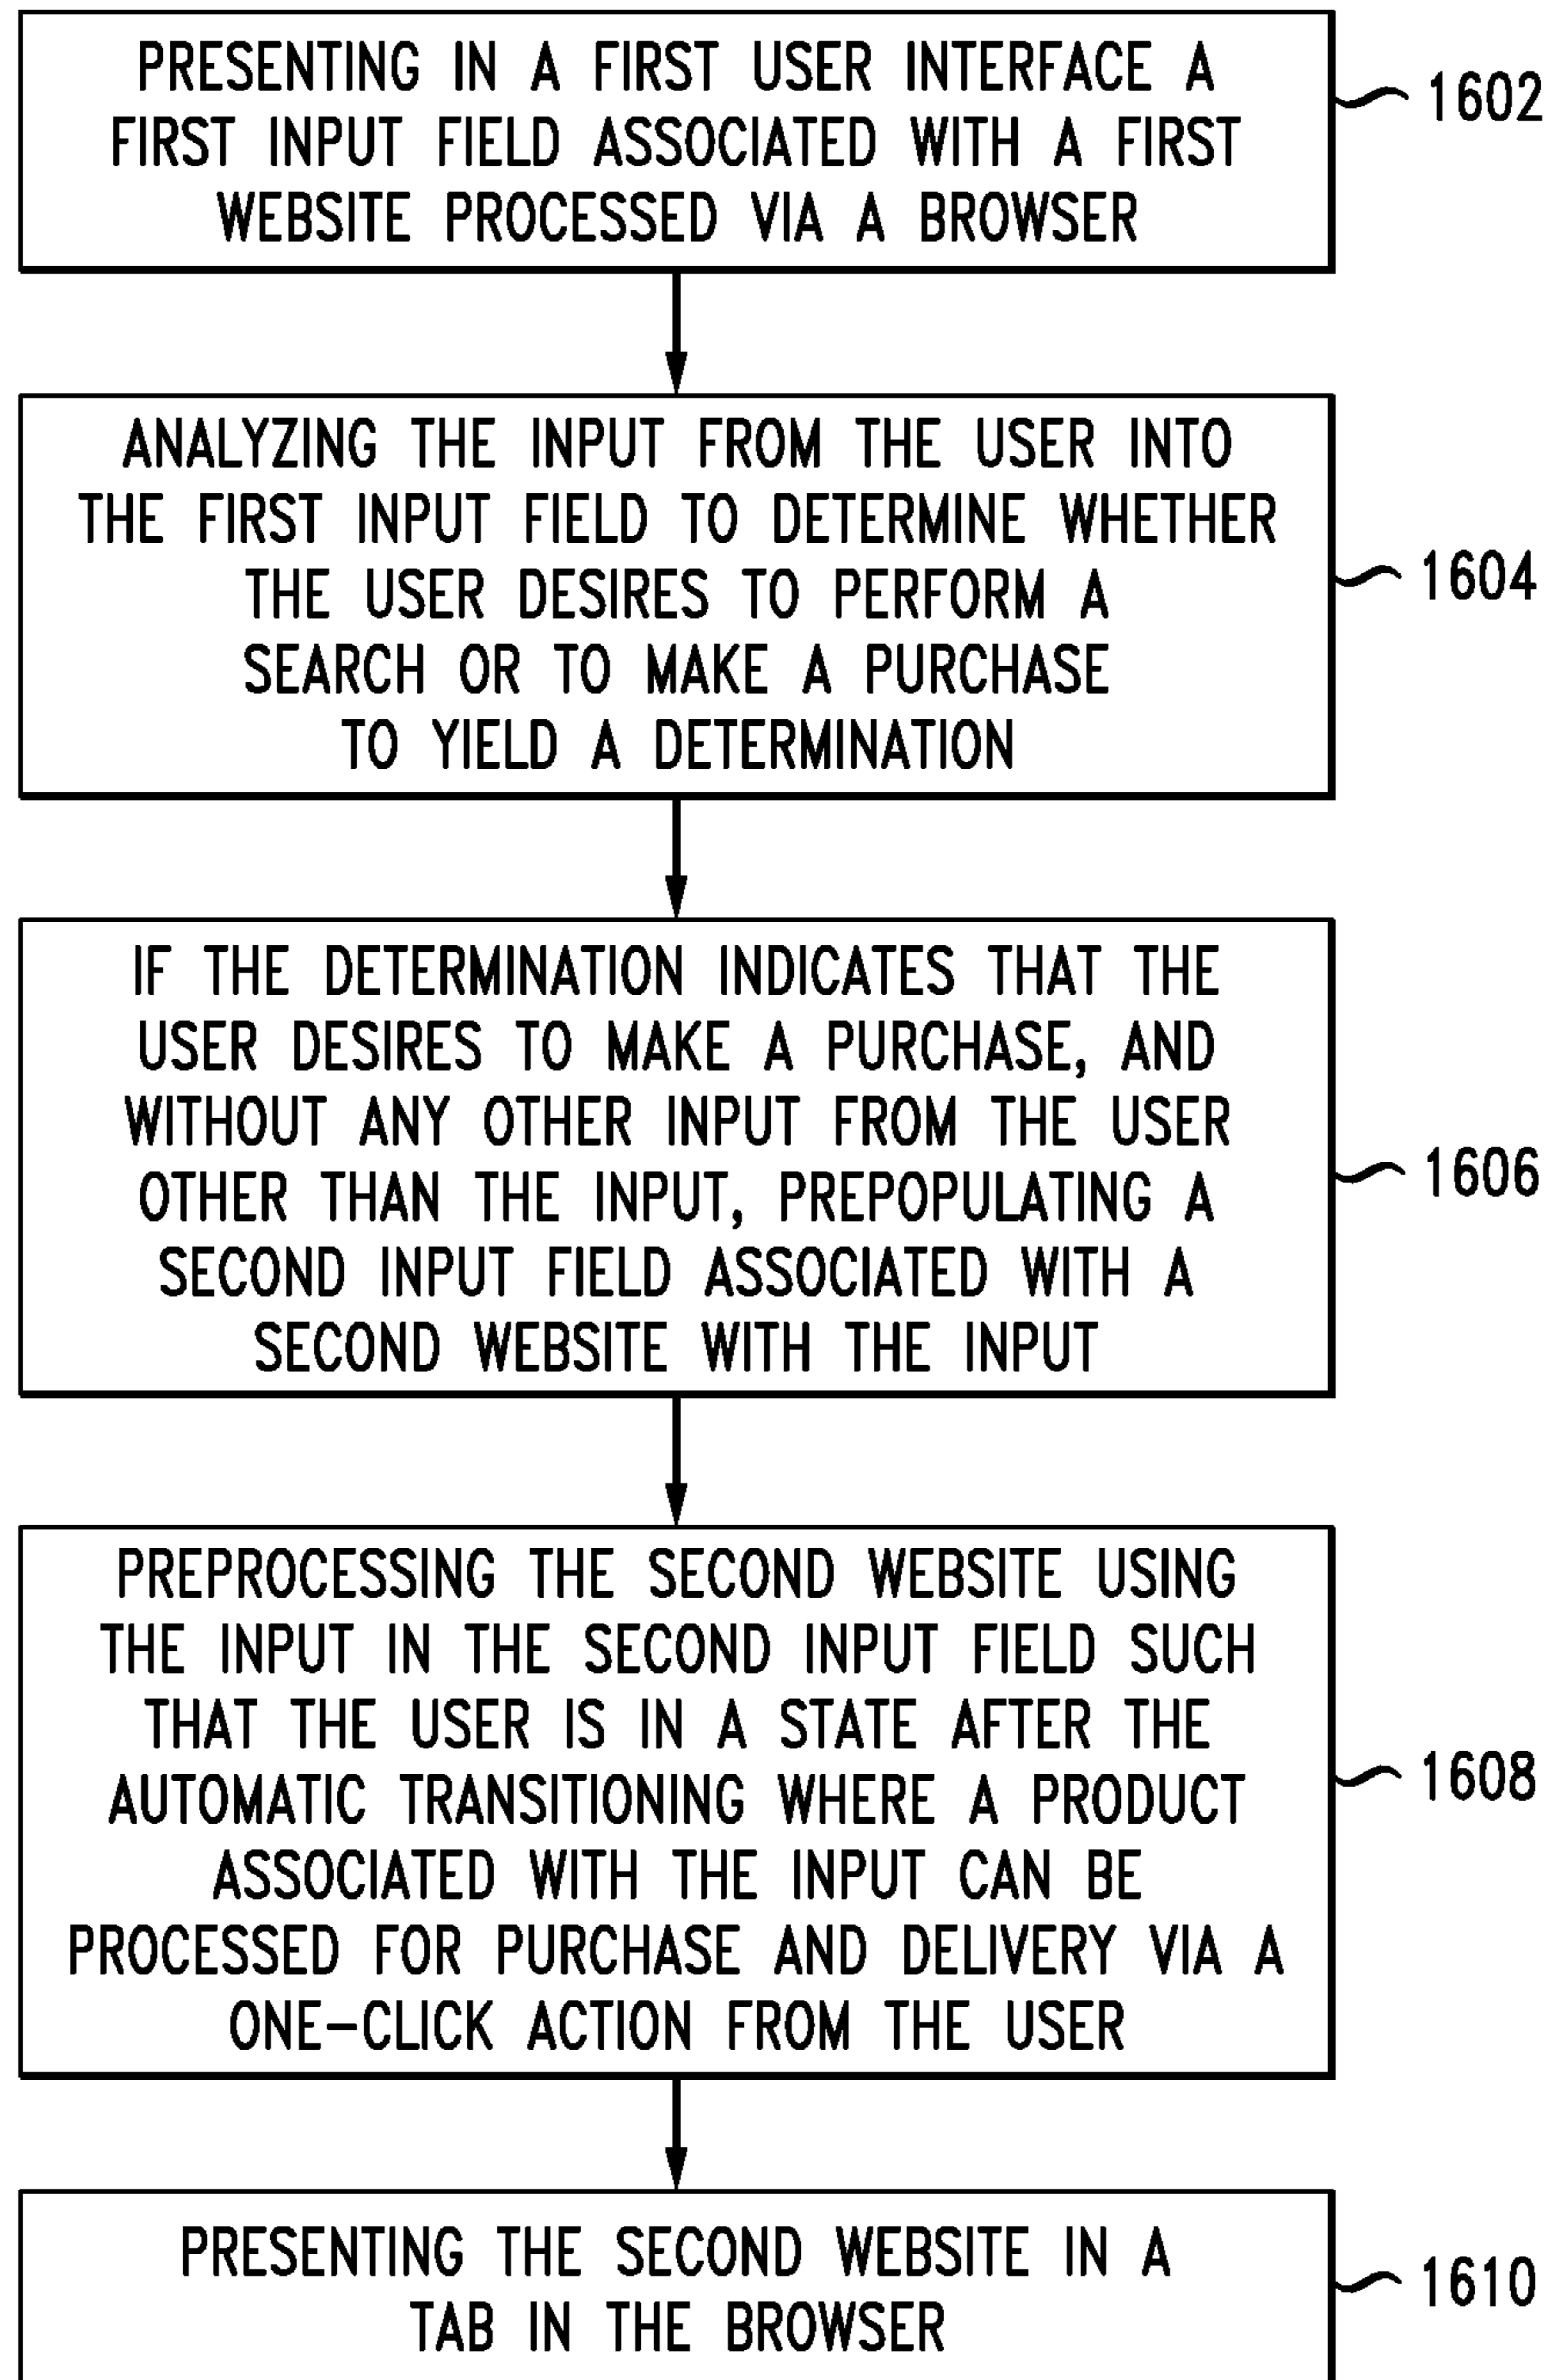 PRESENTING IN A FIRST USER INTERFACE A
FIRST INPUT FIELD ASSOCIATED WITH A FIRST
WEBSITE PROCESSED VIA A BROWSER
1602
ANALYZING THE INPUT FROM THE USER INTO
THE FIRST INPUT FIELD TO DETERMINE WHETHER
THE USER DESIRES TO PERFORM A
SEARCH OR TO MAKE A PURCHASE
TO YIELD A DETERMINATION
1604
IF THE DETERMINATION INDICATES THAT THE
USER DESIRES TO MAKE A PURCHASE, AND
WITHOUT ANY OTHER INPUT FROM THE USER
OTHER THAN THE INPUT, PREPOPULATING A
SECOND INPUT FIELD ASSOCIATED WITH A
SECOND WEBSITE WITH THE INPUT
1606
PREPROCESSING THE SECOND WEBSITE USING
THE INPUT IN THE SECOND INPUT FIELD SUCH
THAT THE USER IS IN A STATE AFTER THE
AUTOMATIC TRANSITIONING WHERE A PRODUCT
ASSOCIATED WITH THE INPUT CAN BE
PROCESSED FOR PURCHASE AND DELIVERY VIA A
ONE-CLICK ACTION FROM THE USER
1608
PRESENTING THE SECOND WEBSITE IN A
TAB IN THE BROWSER
1610